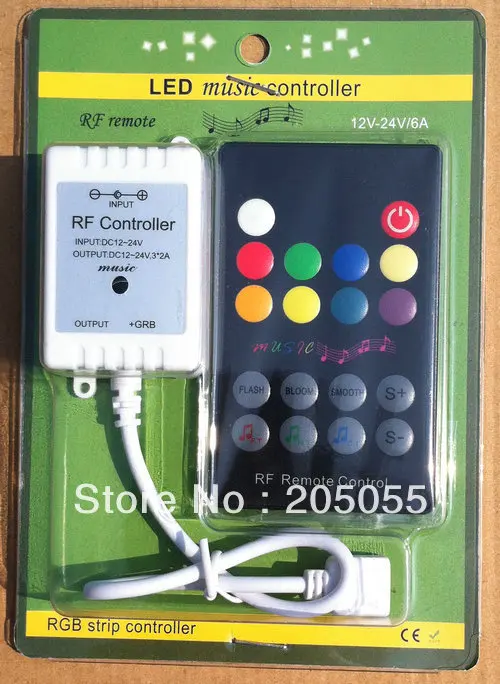 LED music controller
RF remote
12V-24V/6A
INPUT
RF Controller
INPUT:DC12~24V
OUTPUT:DC12~24V,3*2A
music
OUTPUT +GRB
MUSIC
FLASH BLOOM SMOOTH S+
S-
RF Remote Control
Store No : 205055
RGB strip controller
CE